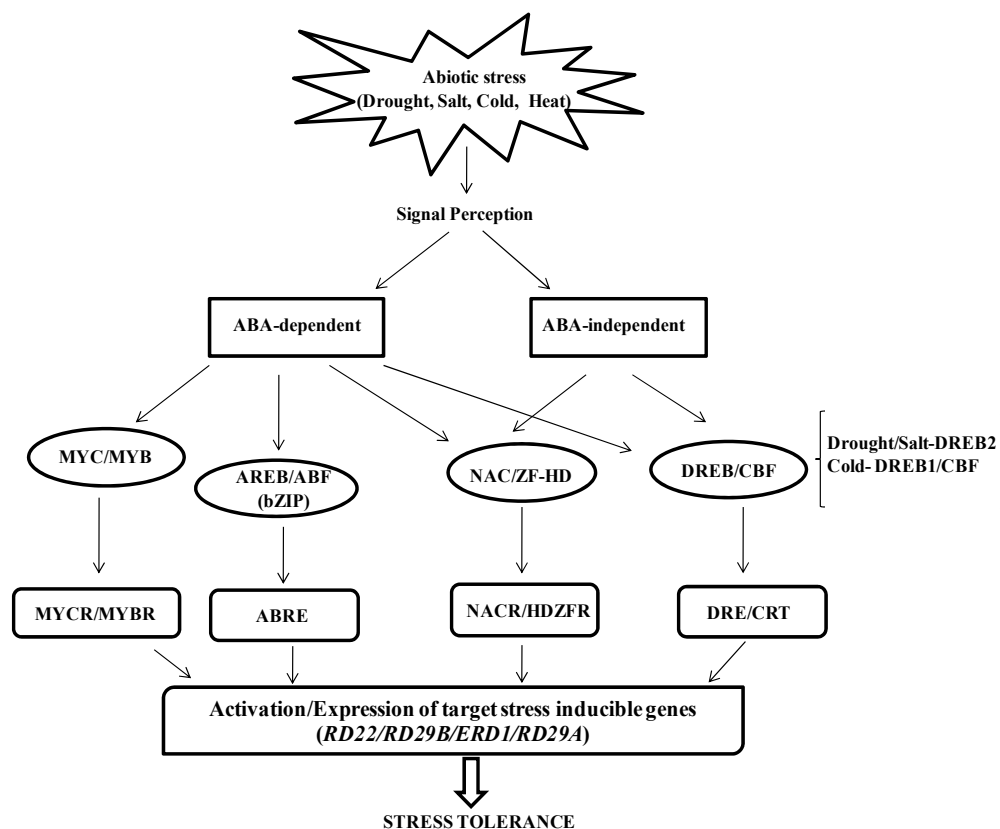 Abiotic stress
(Drought, Salt, Cold, Heat)
Signal Perception
ABA-dependent
ABA-independent
MYC/MYB
AREB/ABF
(bZIP)
NAC/ZF-HD
DREB/CBF
Drought/Salt-DREB2
Cold- DREB1/CBF
MYCR/MYBR
ABRE
NACR/HDZFR
DRE/CRT
Activation/Expression of target stress inducible genes
(RD22/RD29B/ERD1/RD29A)
STRESS TOLERANCE